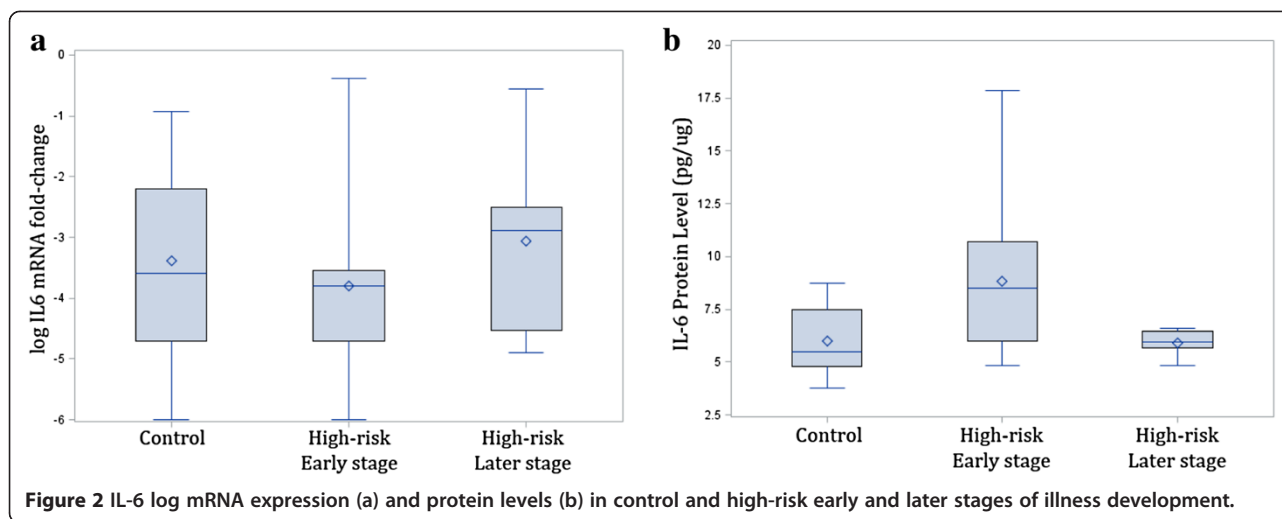 a
0
-1
-2
-3
-4
-5
-6
log IL6 mRNA fold-change
Control
High-risk
Early stage
High-risk
Later stage
b
20
17.5
15
12.5
10
7.5
5
2.5
IL-6 Protein Level (pg/ug)
Control
High-risk
Early stage
High-risk
Later stage
Figure 2 IL-6 log mRNA expression (a) and protein levels (b) in control and high-risk early and later stages of illness development.